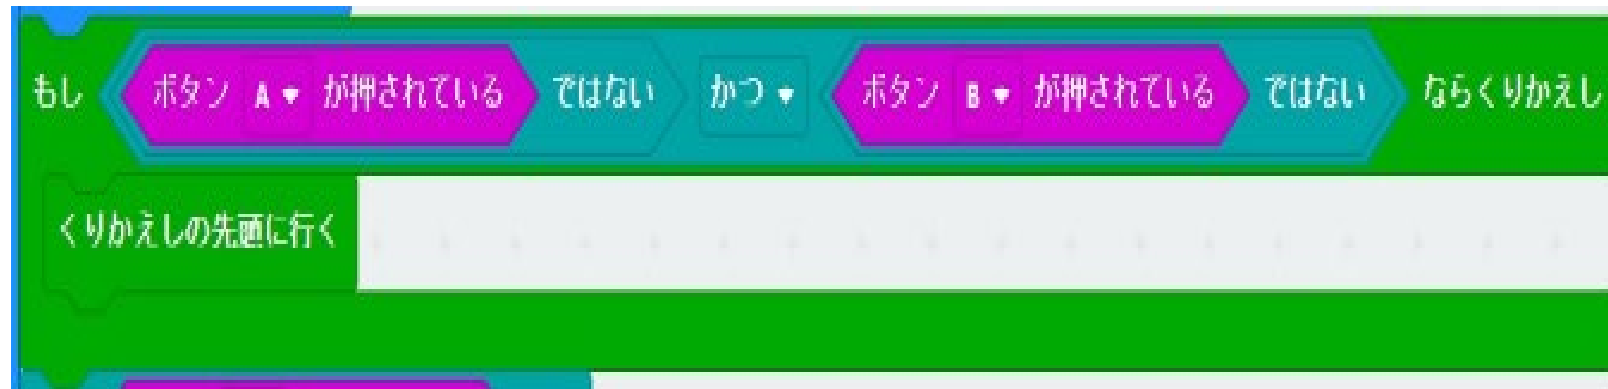 もし ボタン A▼ が押されている ではない かつ▼ ボタン B▼ が押されている ではない ならくりかえし
くりかえしの先頭に行く